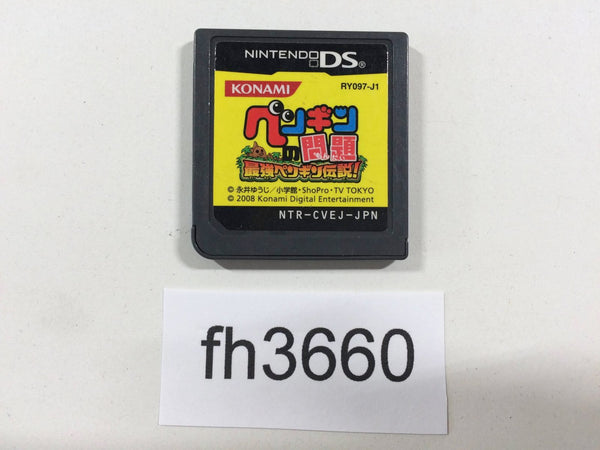 NINTENDO DS®
KONAMI
RY097-J1
ペンギン
の問題
最強ペンギン伝説!
© 永井ゆうじ/小学館・ShoPro・TV TOKYO
© 2008 Konami Digital Entertainment
NTR-CVEJ-JPN
fh3660